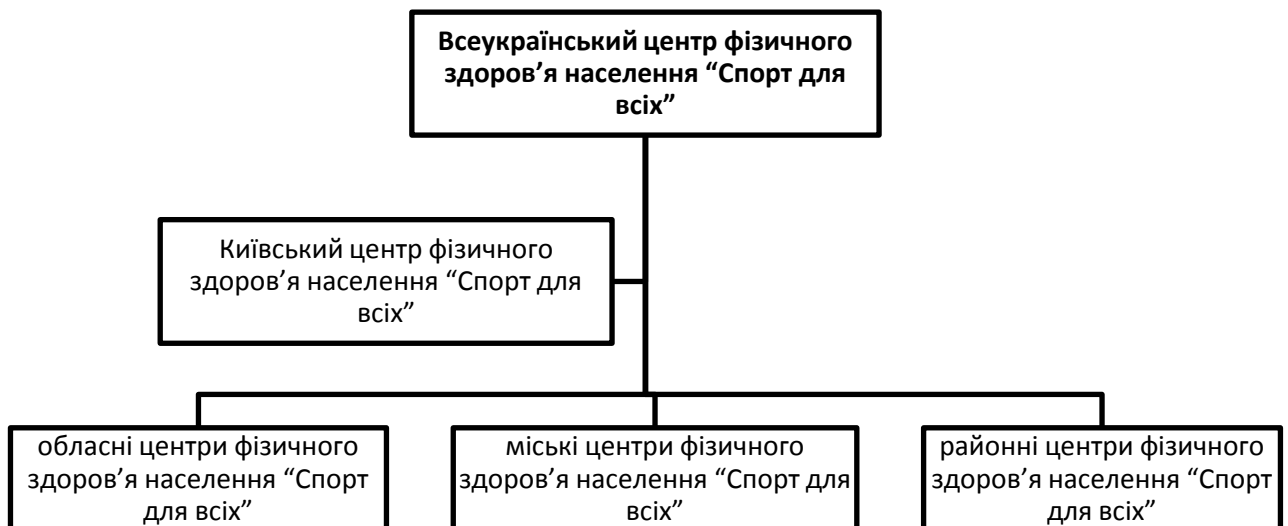 Всеукраїнський центр фізичного
здоров’я населення “Спорт для
всіх”
Київський центр фізичного
здоров’я населення “Спорт для
всіх”
обласні центри фізичного
здоров’я населення “Спорт
для всіх”
міські центри фізичного
здоров’я населення “Спорт для
всіх”
районні центри фізичного
здоров’я населення “Спорт
для всіх”